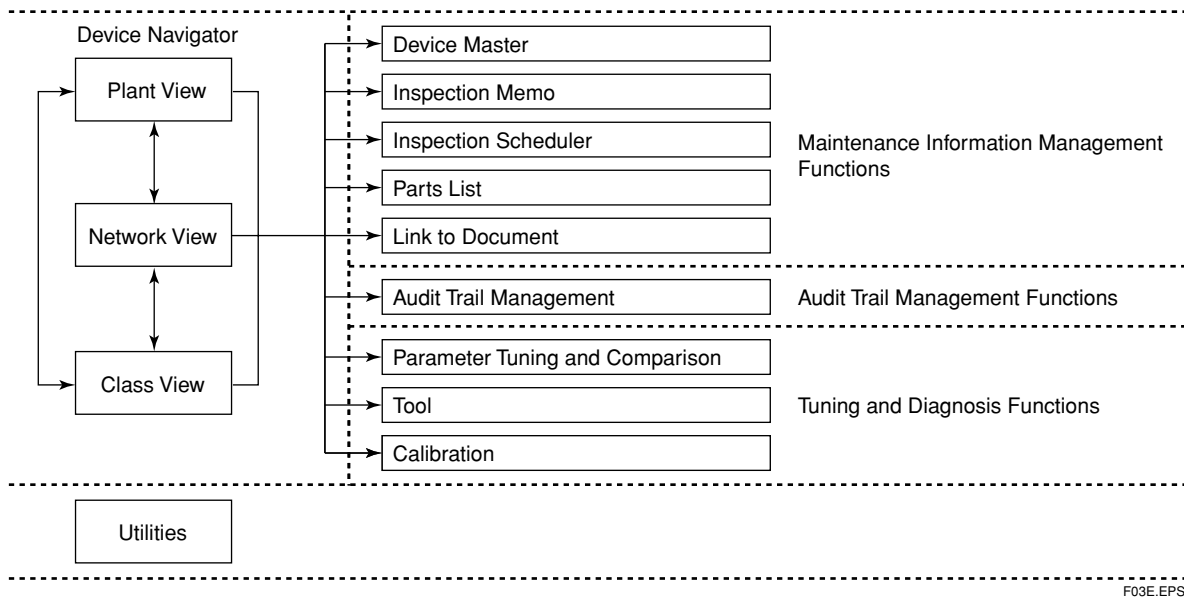 Device Navigator
Plant View
Network View
Class View
Device Master
Inspection Memo
Inspection Scheduler
Parts List
Link to Document
Maintenance Information Management
Functions
Audit Trail Management
Audit Trail Management Functions
Parameter Tuning and Comparison
Tool
Calibration
Tuning and Diagnosis Functions
Utilities
F03E.EPS